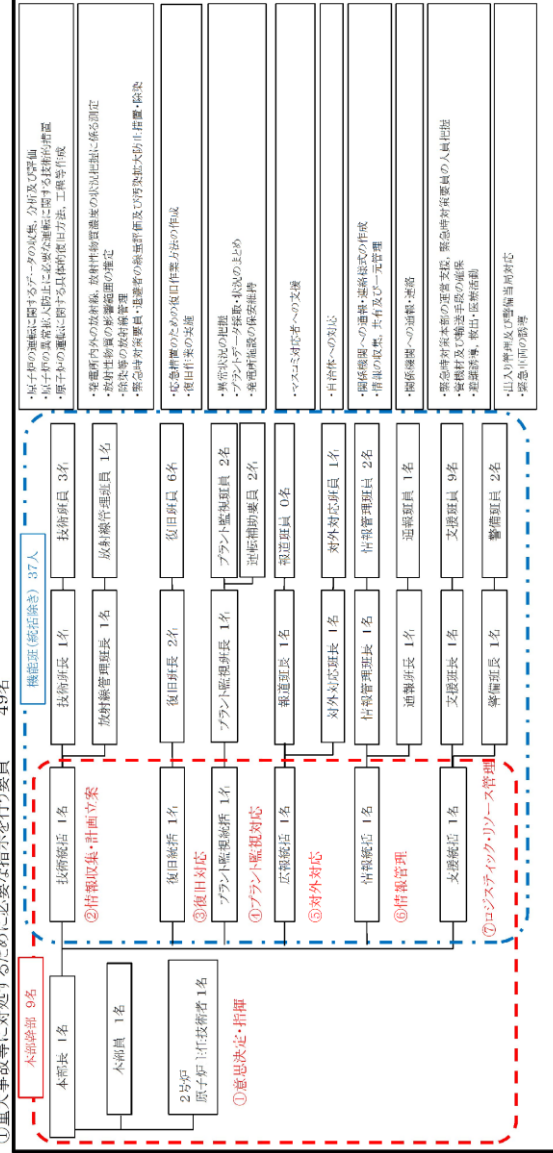 ①重大事故等に対処するために必要な指示を行う要員 49名
本部幹部 9名
機能班(統括除き) 37人
本部長 1名
本部員 1名
2号炉
原子炉主任技術者 1名
①意思決定・指揮
技術統括 1名
②情報収集・計画立案
技術班長 1名
技術班員 3名
・原子炉の運転に関するデータの収集、分析及び評価
・原子炉の異常拡大防止に必要な運転に関する技術的措置
・原子炉の運転に関する具体的復旧方法、工程等作成
放射線管理班長 1名
放射線管理班員 1名
・発電所内外の放射線、放射性物質濃度の状況把握に係る測定
・放射性物質の影響範囲の推定
・除染等の放射線管理
・緊急時対策要員・退避者の線量評価及び汚染拡大防止措置・除染
復旧統括 1名
③復旧対応
復旧班長 2名
復旧班員 6名
・応急措置のための復旧作業方法の作成
・復旧作業の実施
プラント監視統括 1名
④プラント監視対応
プラント監視班長 1名
プラント監視班員 2名
運転補助要員 2名
・異常状況の把握
・プラントデータ採取・状況のまとめ
・発電所施設の保安維持
広報統括 1名
⑤対外対応
報道班長 1名
報道班員 0名
・マスコミ対応者への支援
対外対応班長 1名
対外対応班員 1名
・自治体への対応
情報統括 1名
⑥情報管理
情報管理班長 1名
情報管理班員 2名
・関係機関への通報・連絡様式の作成
・情報の収集、共有及び一元管理
通報班長 1名
通報班員 1名
・関係機関への通報・連絡
支援統括 1名
⑦ロジスティック・リソース管理
支援班長 1名
支援班員 9名
・緊急時対策本部の運営支援、緊急時対策要員の人員把握
・資機材及び輸送手段の確保
・避難誘導、救出・医療活動
警備班長 1名
警備班員 2名
・出入り管理及び警備当局対応
・緊急車両の誘導